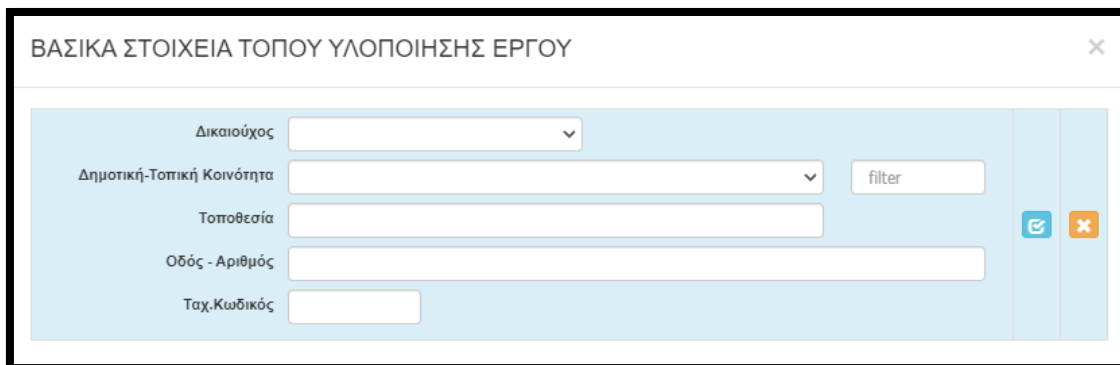 ΒΑΣΙΚΑ ΣΤΟΙΧΕΙΑ ΤΟΠΟΥ ΥΛΟΠΟΙΗΣΗΣ ΕΡΓΟΥ
Δικαιούχος
Δημοτική-Τοπική Κοινότητα
filter
Τοποθεσία
Οδός - Αριθμός
Ταχ.Κωδικός